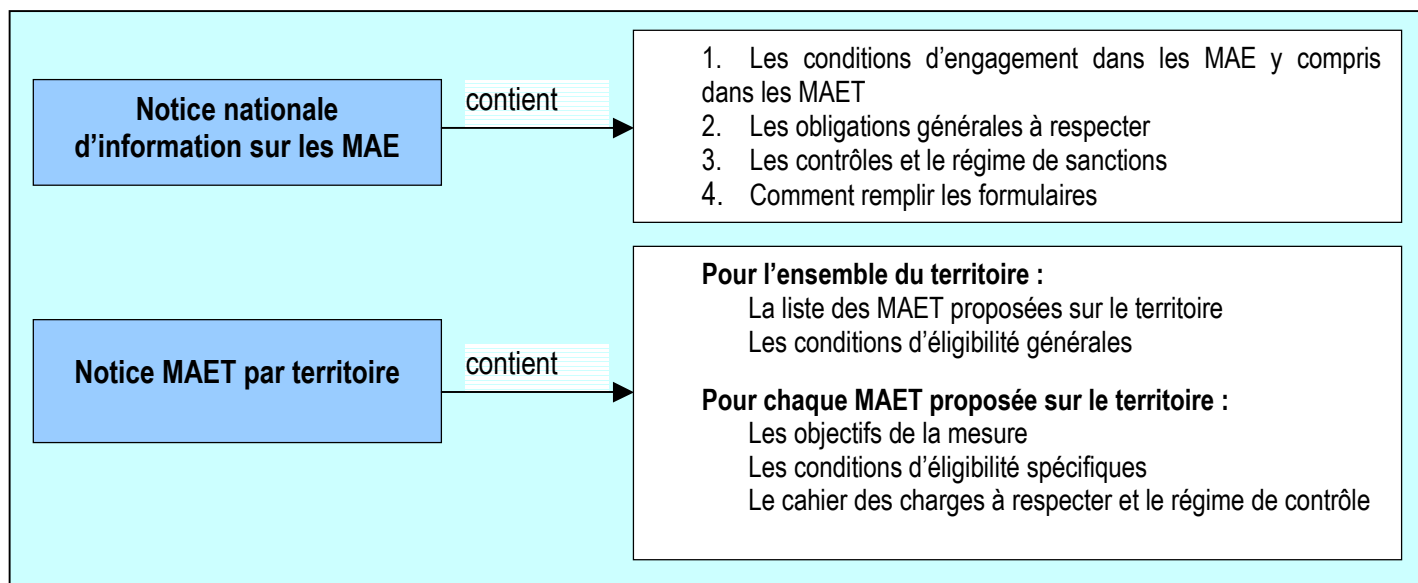 Notice nationale
d’information sur les MAE
contient
1. Les conditions d’engagement dans les MAE y compris
dans les MAET
2. Les obligations générales à respecter
3. Les contrôles et le régime de sanctions
4. Comment remplir les formulaires
Notice MAET par territoire
contient
Pour l’ensemble du territoire :
La liste des MAET proposées sur le territoire
Les conditions d’éligibilité générales
Pour chaque MAET proposée sur le territoire :
Les objectifs de la mesure
Les conditions d’éligibilité spécifiques
Le cahier des charges à respecter et le régime de contrôle